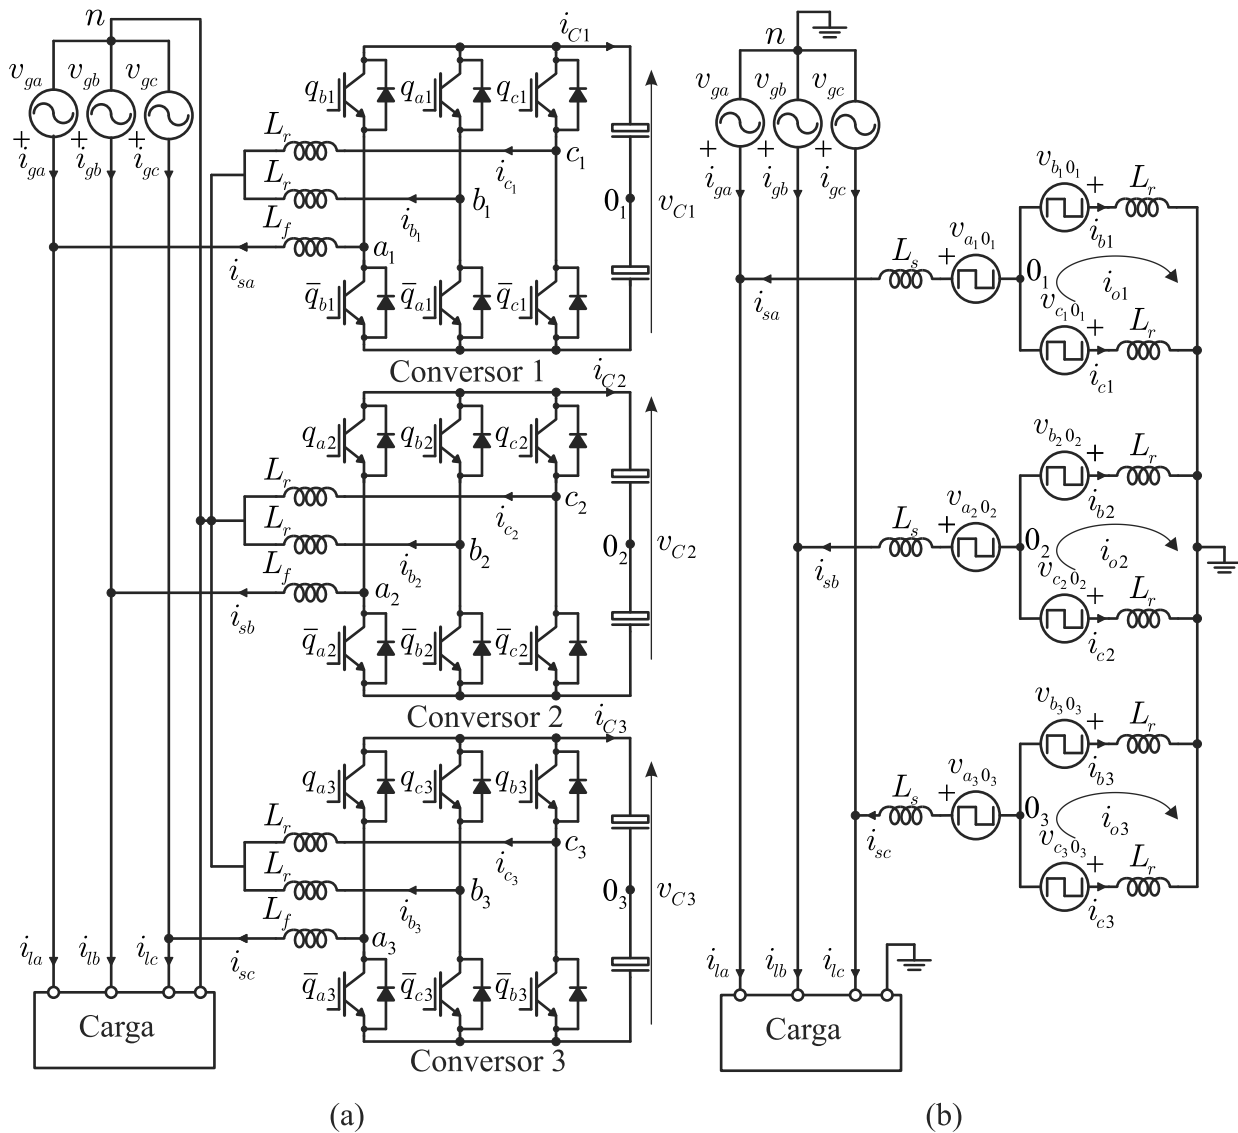 n
v_ga v_gb v_gc
+ + +
i_ga i_gb i_gc
i_C1
q_b1 q_a1 q_c1
L_r
i_c1 c_1
L_r
i_b1 b_1
0_1 v_C1
L_f
i_sa a_1
q̅_b1 q̅_a1 q̅_c1
Conversor 1
i_C2
q_a2 q_b2 q_c2
L_r
i_c2 c_2
L_r
i_b2 b_2
0_2 v_C2
L_f
i_sb a_2
q̅_a2 q̅_b2 q̅_c2
Conversor 2
i_C3
q_a3 q_c3 q_b3
L_r
i_c3 c_3
L_r
i_b3 b_3
0_3 v_C3
L_f
i_sc a_3
q̅_a3 q̅_c3 q̅_b3
Conversor 3
i_la i_lb i_lc
Carga
(a)
n
v_ga v_gb v_gc
+ + +
i_ga i_gb i_gc
v_b1 0_1 + L_r
i_b1
L_s + v_a1 0_1
0_1
i_sa
i_o1
v_c1 0_1 + L_r
i_c1
v_b2 0_2 + L_r
i_b2
L_s + v_a2 0_2
0_2
i_sb
i_o2
v_c2 0_2 + L_r
i_c2
v_b3 0_3 + L_r
i_b3
L_s + v_a3 0_3
0_3
i_sc
i_o3
v_c3 0_3 + L_r
i_c3
i_la i_lb i_lc
Carga
(b)